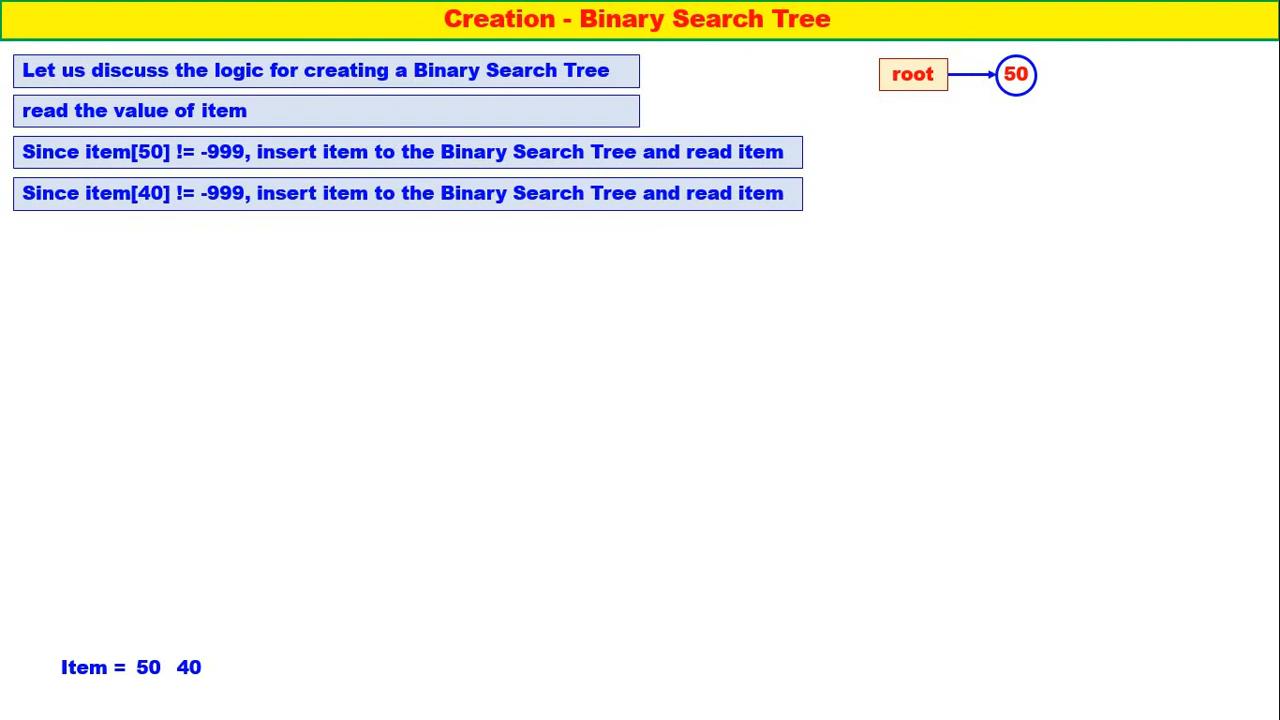 Creation - Binary Search Tree
Let us discuss the logic for creating a Binary Search Tree
root
50
read the value of item
Since item[50] != -999, insert item to the Binary Search Tree and read item
Since item[40] != -999, insert item to the Binary Search Tree and read item
Item = 50 40